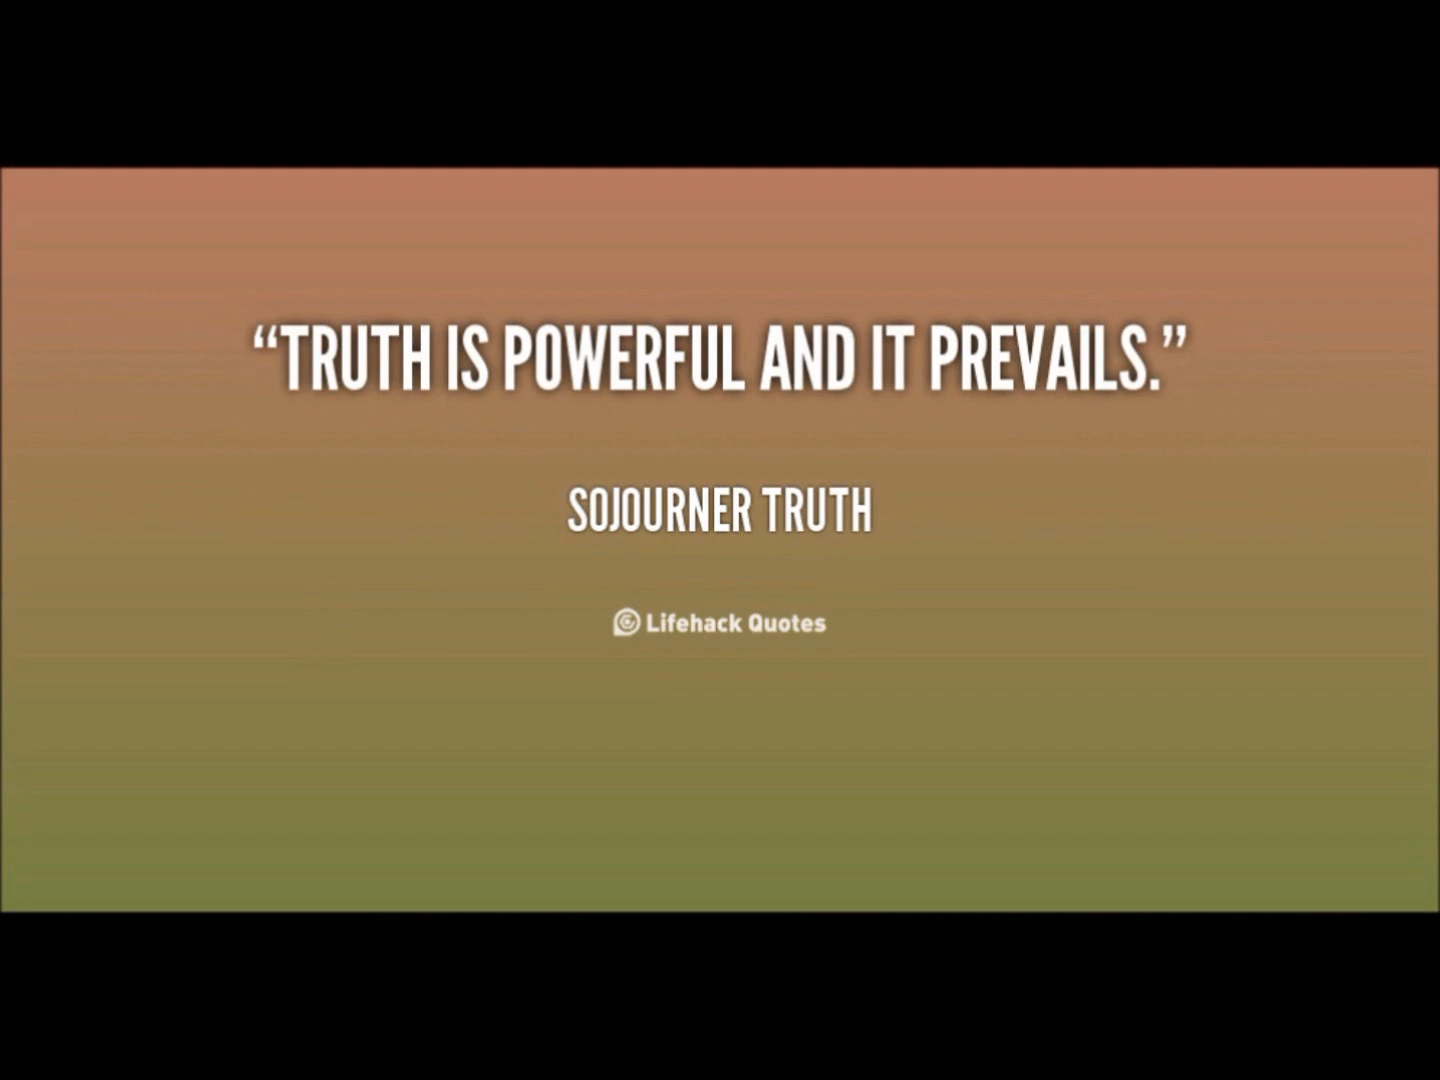 “TRUTH IS POWERFUL AND IT PREVAILS.”
SOJOURNER TRUTH
Lifehack Quotes